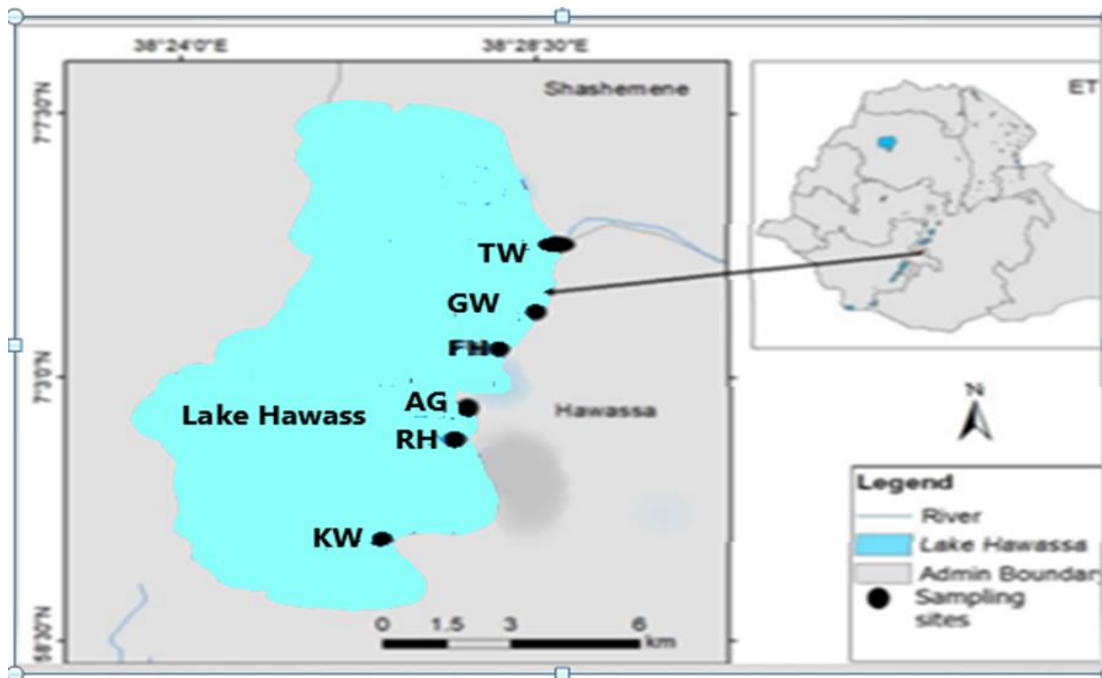 38°24'0"E
38°28'30"E
7°7'30"N
Shashemene
ET
TW
GW
FH
7°3'0"N
AG
Lake Hawass
Hawassa
RH
N
KW
Legend
River
Lake Hawassa
Admin Boundary
Sampling
sites
0 1.5 3 6
km